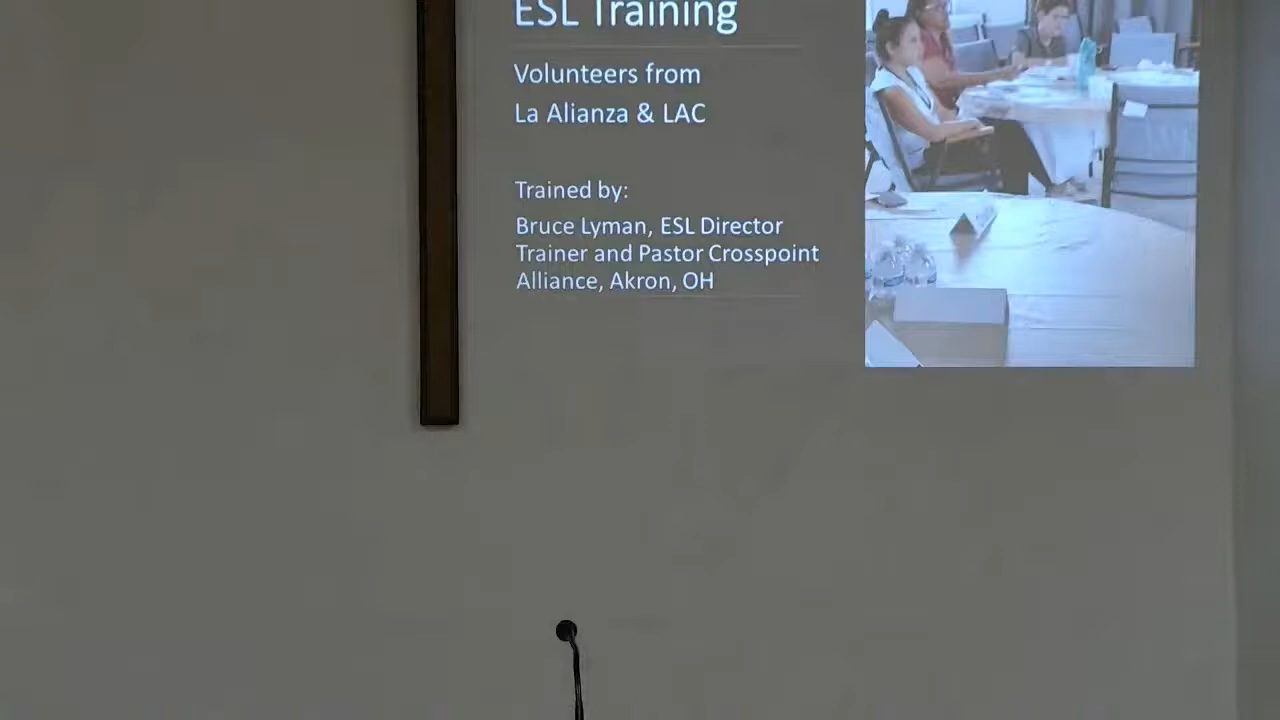 ESL Training
Volunteers from
La Alianza & LAC
Trained by:
Bruce Lyman, ESL Director
Trainer and Pastor Crosspoint
Alliance, Akron, OH